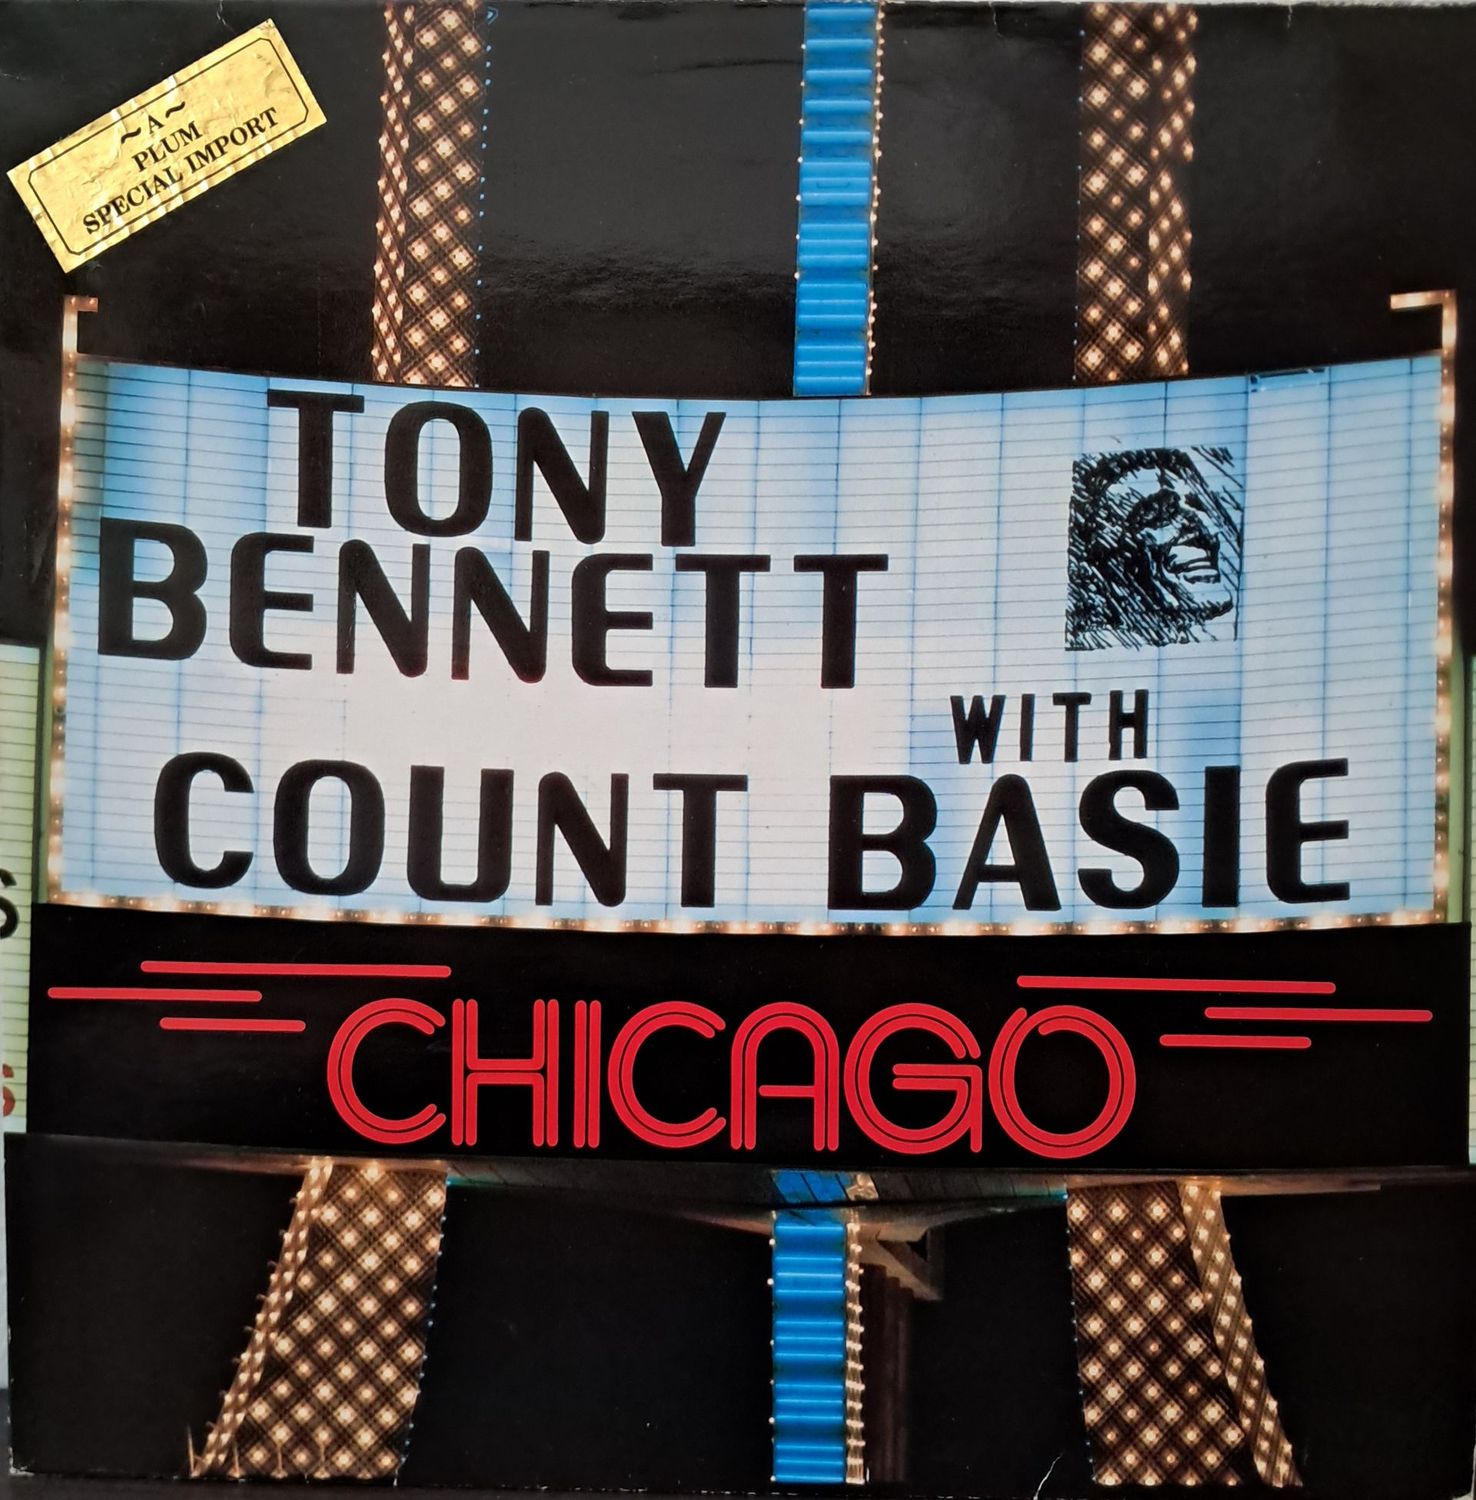 ~A~
PLUM
SPECIAL IMPORT
TONY
BENNETT
WITH
COUNT BASIE
CHICAGO
S
S